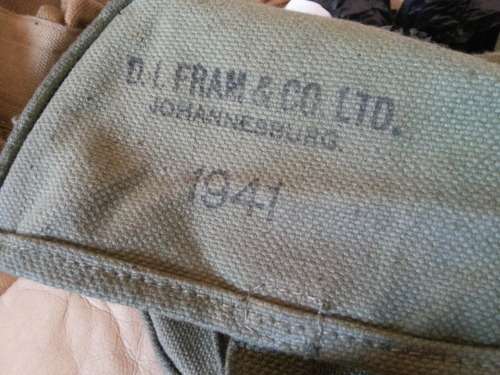 D.I. FRAM & CO. LTD.
JOHANNESBURG.
1941